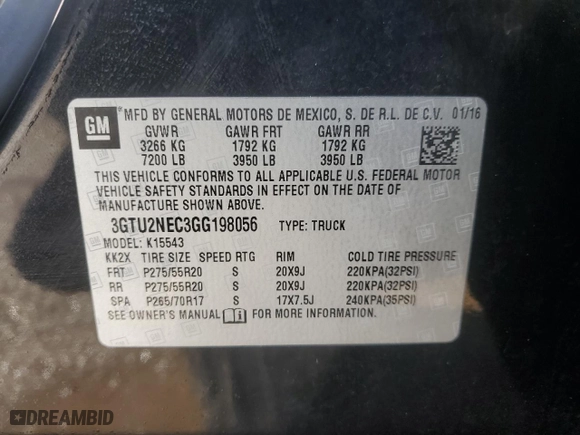 GM MFD BY GENERAL MOTORS DE MEXICO, S. DE R.L. DE C.V. 01/16
GVWR GAWR FRT GAWR RR
3266 KG 1792 KG 1792 KG
7200 LB 3950 LB 3950 LB
THIS VEHICLE CONFORMS TO ALL APPLICABLE U.S. FEDERAL MOTOR
VEHICLE SAFETY STANDARDS IN EFFECT ON THE DATE OF
MANUFACTURE SHOWN ABOVE.
3GTU2NEC3GG198056 TYPE: TRUCK
MODEL: K15543
KK2X TIRE SIZE SPEED RTG RIM COLD TIRE PRESSURE
FRT P275/55R20 S 20X9J 220KPA(32PSI)
RR P275/55R20 S 20X9J 220KPA(32PSI)
SPA P265/70R17 S 17X7.5J 240KPA(35PSI)
SEE OWNER'S MANUAL FOR MORE INFORMATION.
DREAMBID